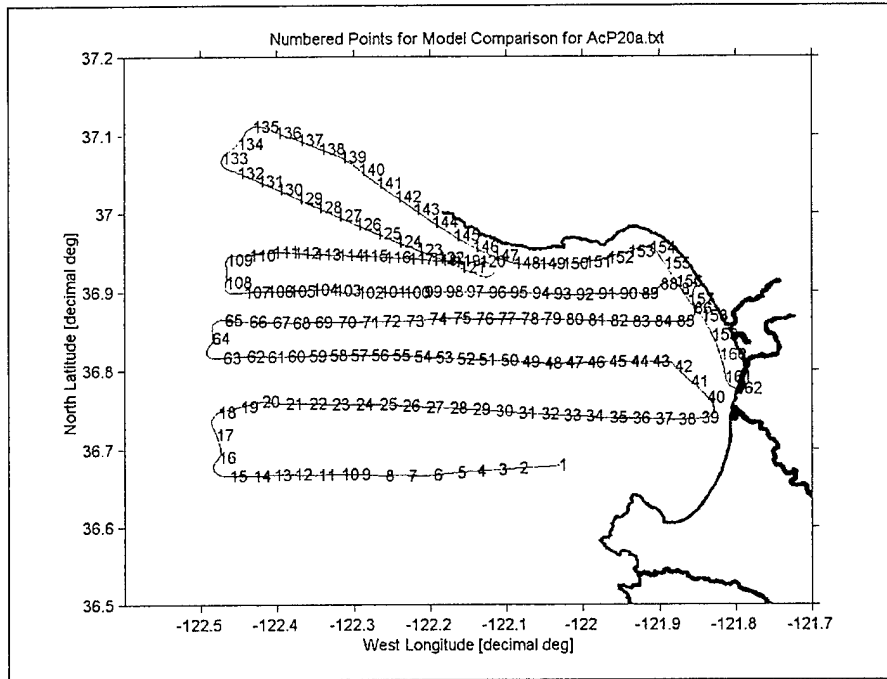 Numbered Points for Model Comparison for AcP20a.txt
37.2
37.1
37
36.9
36.8
36.7
36.6
36.5
North Latitude [decimal deg]
135 136 137 138 139 140 141 142 143 144 145 146 147 148 149 150 151 152 153 154
134
133
132 131 130 129 128 127 126 125 124 123
109 110 111 112 113 114 115 116 117 119 120
121
155
108
107 106 105 104 103 102 101 100 99 98 97 96 95 94 93 92 91 90 89 88
65 66 67 68 69 70 71 72 73 74 75 76 77 78 79 80 81 82 83 84 85
64
63 62 61 60 59 58 57 56 55 54 53 52 51 50 49 48 47 46 45 44 43 42 41 40
160
161
162
18 19 20 21 22 23 24 25 26 27 28 29 30 31 32 33 34 35 36 37 38 39
17
16
15 14 13 12 11 10 9 8 7 6 5 4 3 2 1
-122.5 -122.4 -122.3 -122.2 -122.1 -122 -121.9 -121.8 -121.7
West Longitude [decimal deg]